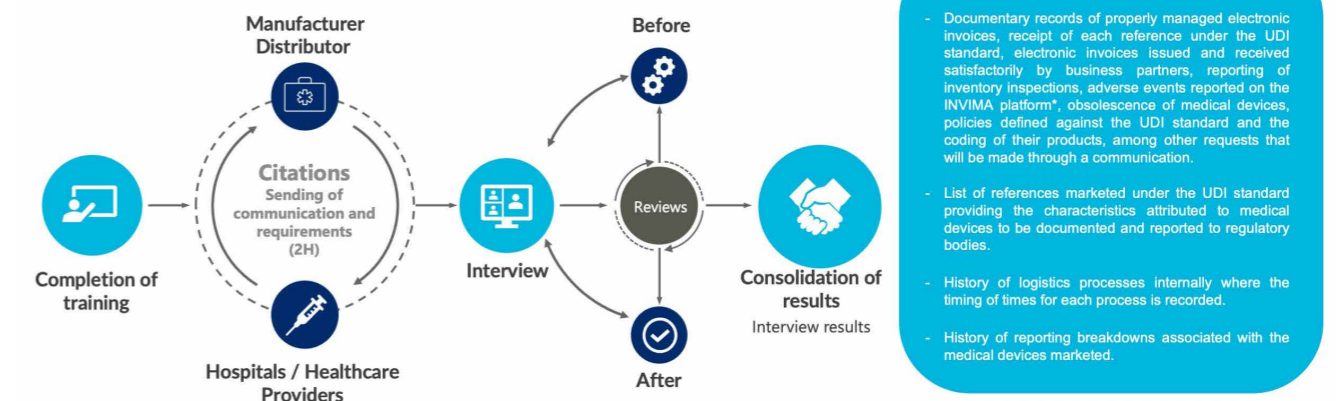 Manufacturer
Distributor
Citations
Sending of
communication and
requirements
(2H)
Completion of
training
Hospitals / Healthcare
Providers
Interview
Before
Reviews
After
Consolidation of
results
Interview results
- Documentary records of properly managed electronic
invoices, receipt of each reference under the UDI
standard, electronic invoices issued and received
satisfactorily by business partners, reporting of
inventory inspections, adverse events reported on the
INVIMA platform*, obsolescence of medical devices,
policies defined against the UDI standard and the
coding of their products, among other requests that
will be made through a communication.
- List of references marketed under the UDI standard
providing the characteristics attributed to medical
devices to be documented and reported to regulatory
bodies.
- History of logistics processes internally where the
timing of times for each process is recorded.
- History of reporting breakdowns associated with the
medical devices marketed.